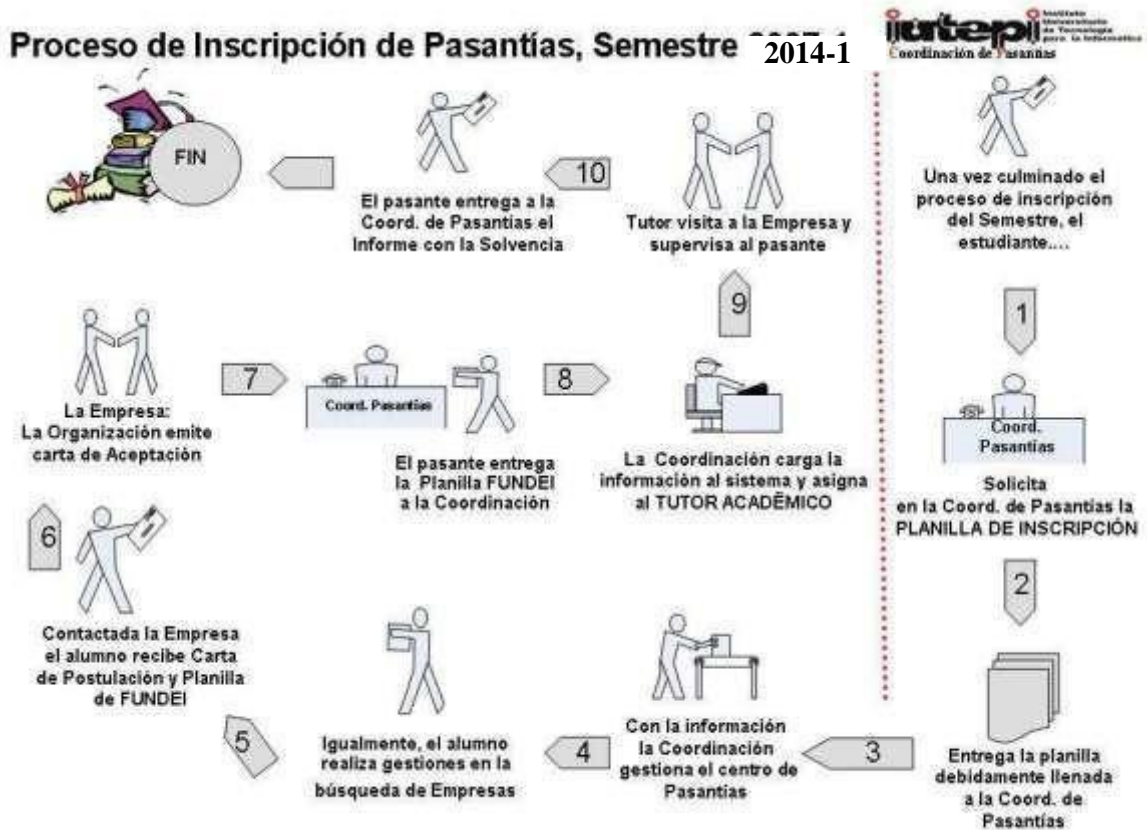 Proceso de Inscripción de Pasantías, Semestre 2014-1
iutepi
Instituto
Universitario
de Tecnología
para la Informática
Coordinación de Pasantías
Una vez culminado el
proceso de inscripción
del Semestre, el
estudiante....
1
Coord.
Pasantías
Solicita
en la Coord. de Pasantías la
PLANILLA DE INSCRIPCIÓN
2
Entrega la planilla
debidamente llenada
a la Coord. de
Pasantías
3
Con la información
la Coordinación
gestiona el centro de
Pasantías
4
Igualmente, el alumno
realiza gestiones en la
búsqueda de Empresas
5
Contactada la Empresa
el alumno recibe Carta
de Postulación y Planilla
de FUNDEI
6
La Empresa:
La Organización emite
carta de Aceptación
7
Coord. Pasantías
El pasante entrega
la Planilla FUNDEI
a la Coordinación
8
La Coordinación carga la
información al sistema y asigna
al TUTOR ACADÉMICO
9
Tutor visita a la Empresa y
supervisa al pasante
10
El pasante entrega a la
Coord. de Pasantías el
Informe con la Solvencia
FIN